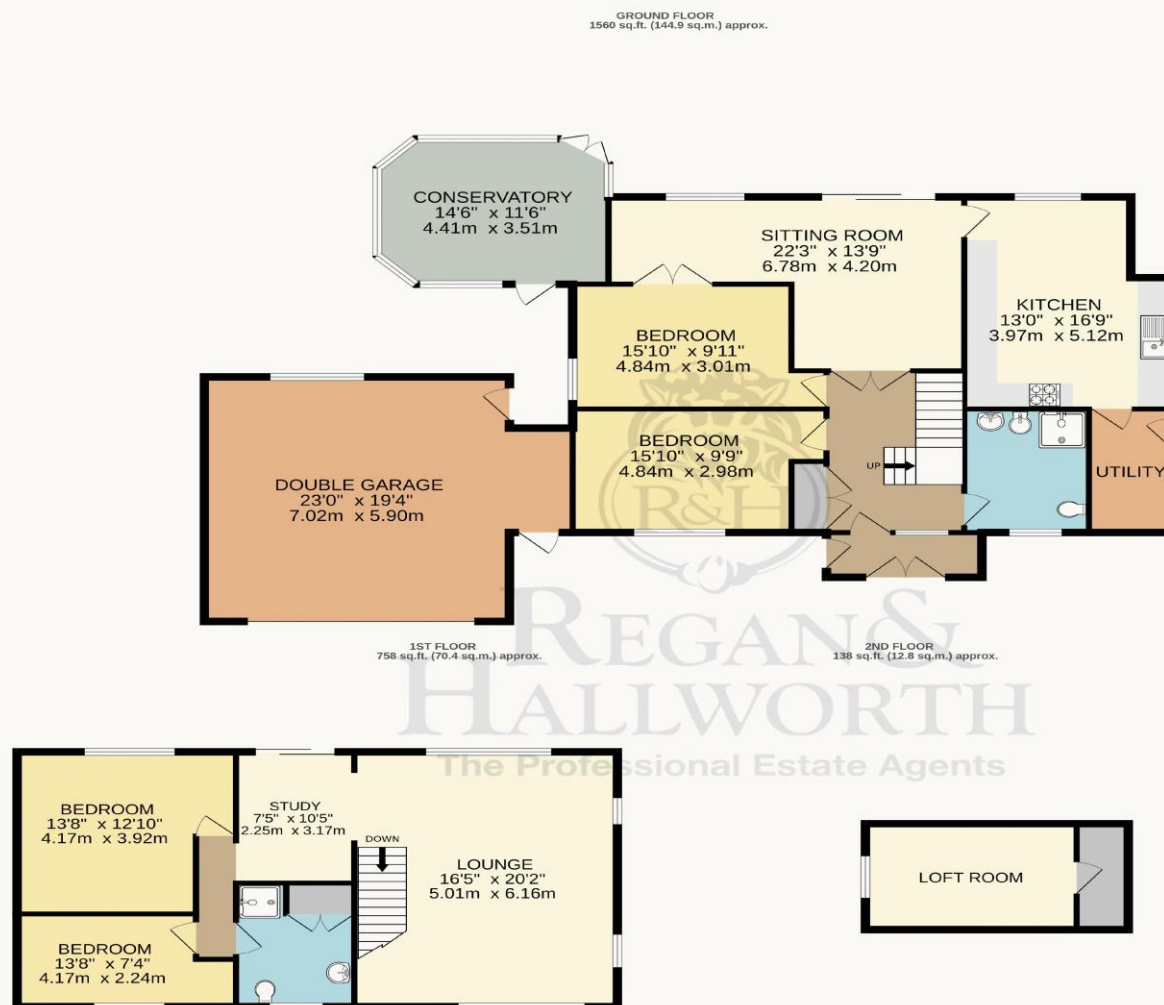 GROUND FLOOR
1560 sq.ft. (144.9 sq.m.) approx.
CONSERVATORY
14'6" x 11'6"
4.41m x 3.51m
SITTING ROOM
22'3" x 13'9"
6.78m x 4.20m
KITCHEN
13'0" x 16'9"
3.97m x 5.12m
BEDROOM
15'10" x 9'11"
4.84m x 3.01m
BEDROOM
15'10" x 9'9"
4.84m x 2.98m
UP
UTILITY
DOUBLE GARAGE
23'0" x 19'4"
7.02m x 5.90m
R&H
REGAN &
HALLWORTH
The Professional Estate Agents
1ST FLOOR
758 sq.ft. (70.4 sq.m.) approx.
2ND FLOOR
138 sq.ft. (12.8 sq.m.) approx.
BEDROOM
13'8" x 12'10"
4.17m x 3.92m
STUDY
7'5" x 10'5"
2.25m x 3.17m
DOWN
LOUNGE
16'5" x 20'2"
5.01m x 6.16m
BEDROOM
13'8" x 7'4"
4.17m x 2.24m
LOFT ROOM